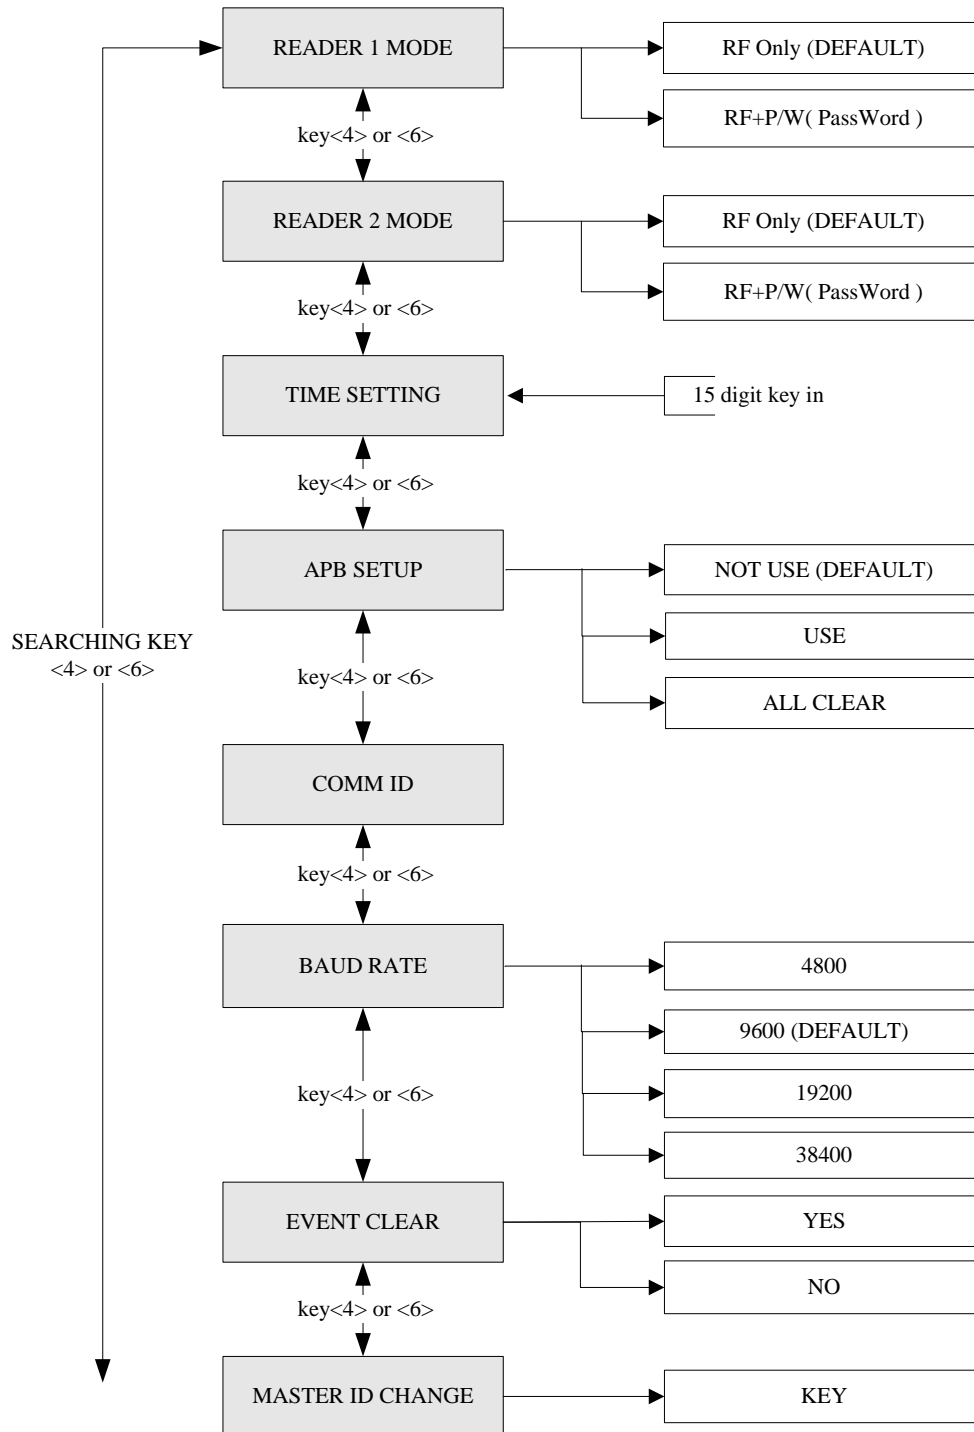 READER 1 MODE
RF Only (DEFAULT)
RF+P/W( PassWord )
key<4> or <6>
READER 2 MODE
RF Only (DEFAULT)
RF+P/W( PassWord )
key<4> or <6>
TIME SETTING
15 digit key in
key<4> or <6>
APB SETUP
NOT USE (DEFAULT)
USE
ALL CLEAR
SEARCHING KEY
<4> or <6>
key<4> or <6>
COMM ID
key<4> or <6>
BAUD RATE
4800
9600 (DEFAULT)
19200
38400
key<4> or <6>
EVENT CLEAR
YES
NO
key<4> or <6>
MASTER ID CHANGE
KEY